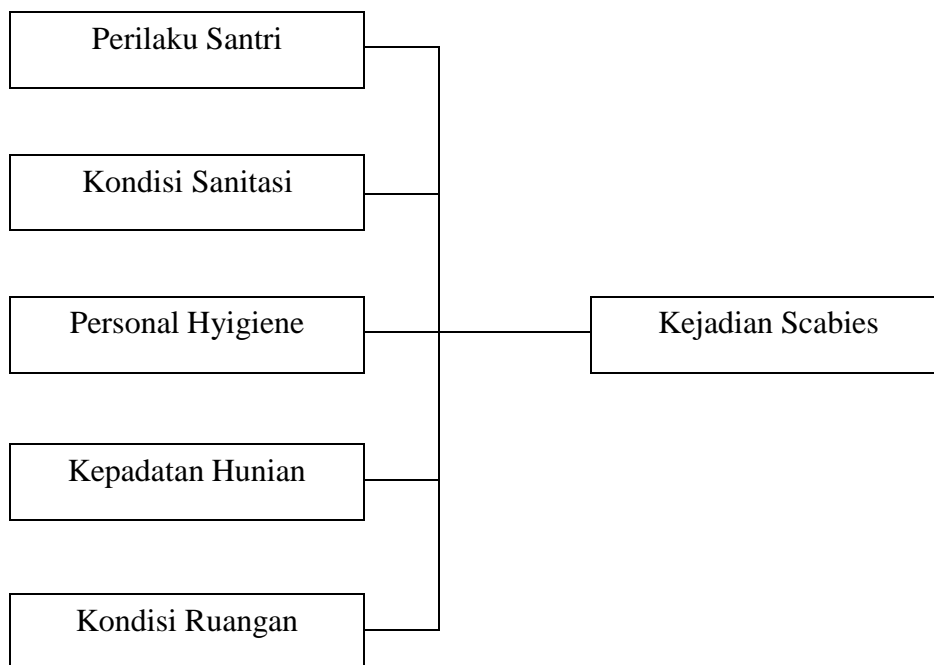 Perilaku Santri
Kondisi Sanitasi
Personal Hyigiene
Kejadian Scabies
Kepadatan Hunian
Kondisi Ruangan